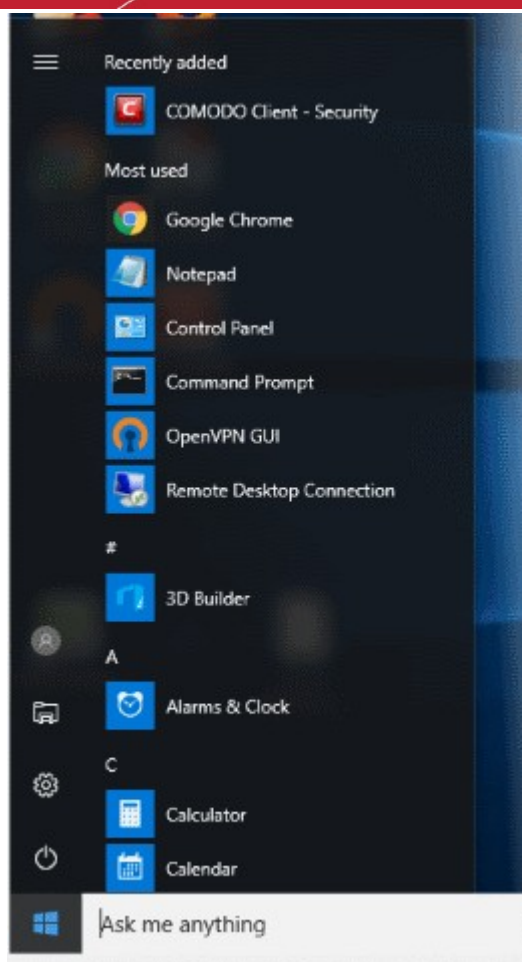 Recently added
COMODO Client - Security
Most used
Google Chrome
Notepad
Control Panel
Command Prompt
OpenVPN GUI
Remote Desktop Connection
#
3D Builder
A
Alarms & Clock
C
Calculator
Calendar
Ask me anything